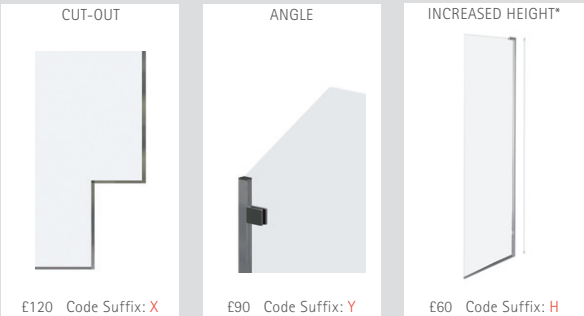 CUT-OUT
£120 Code Suffix: X
ANGLE
£90 Code Suffix: Y
INCREASED HEIGHT*
£60 Code Suffix: H